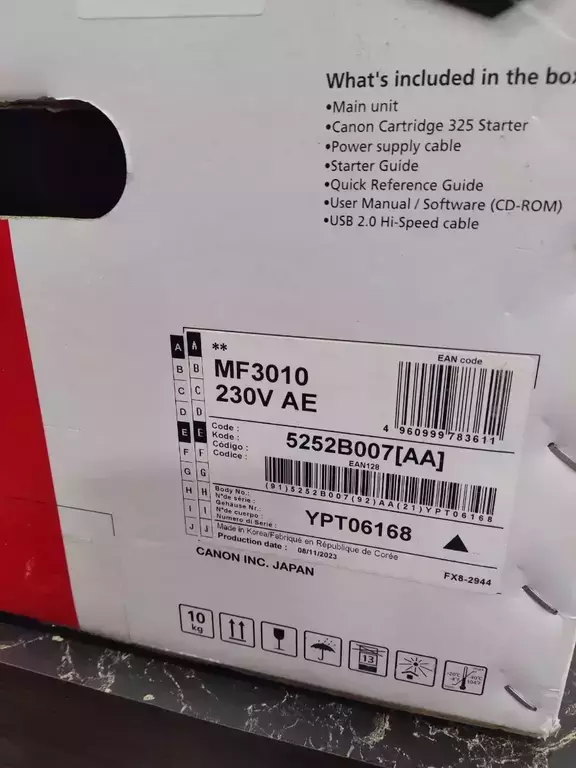 What's included in the box
•Main unit
•Canon Cartridge 325 Starter
•Power supply cable
•Starter Guide
•Quick Reference Guide
•User Manual / Software (CD-ROM)
•USB 2.0 Hi-Speed cable
A A
B B
C C
D D
E E
F F
G G
H H
I I
J J
**
MF3010
230V AE
EAN code
4 960999 783611
Code :
Kode :
Código :
Codice :
5252B007[AA]
EAN128
(91)5252B007(92)AA(21)YPT06168
Body No.:
N°de série :
Gehäuse Nr.:
N°de cuerpo :
Numero di Serie :
YPT06168
Made in Korea/Fabriqué en République de Corée
Production date : 08/11/2023
CANON INC. JAPAN
FX8-2944
10
kg
13